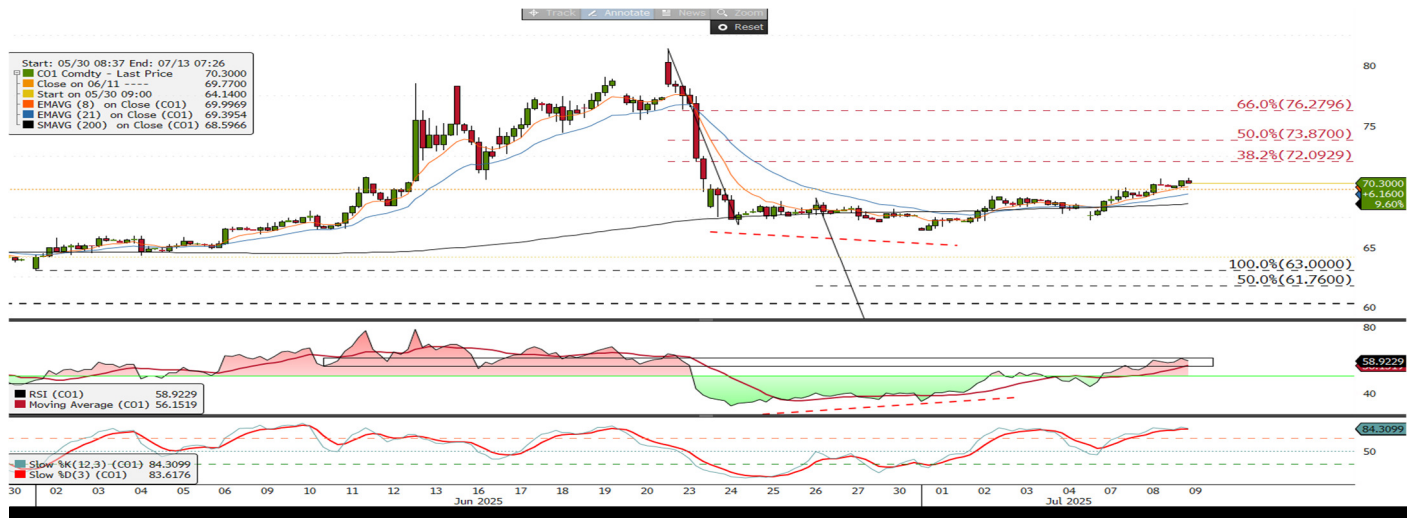 Track Annotate News Zoom
Reset
Start: 05/30 08:37 End: 07/13 07:26
CO1 Comdty - Last Price 70.3000
Close on 06/11 ---- 69.7700
Start on 05/30 09:00 64.1400
EMAVG (8) on Close (CO1) 69.9969
EMAVG (21) on Close (CO1) 69.3954
SMAVG (200) on Close (CO1) 68.5966
80
66.0%(76.2796)
75
50.0%(73.8700)
38.2%(72.0929)
70.3000
+6.1600
9.60%
65
100.0%(63.0000)
50.0%(61.7600)
60
80
58.9229
56.1519
RSI (CO1) 58.9229
Moving Average (CO1) 56.1519
40
84.3099
50
Slow %K(12,3) (CO1) 84.3099
Slow %D(3) (CO1) 83.6176
30 02 03 04 05 06 09 10 11 12 13 16 17 18 19 20 23 24 25 26 27 30 01 02 03 04 07 08 09
Jun 2025 Jul 2025